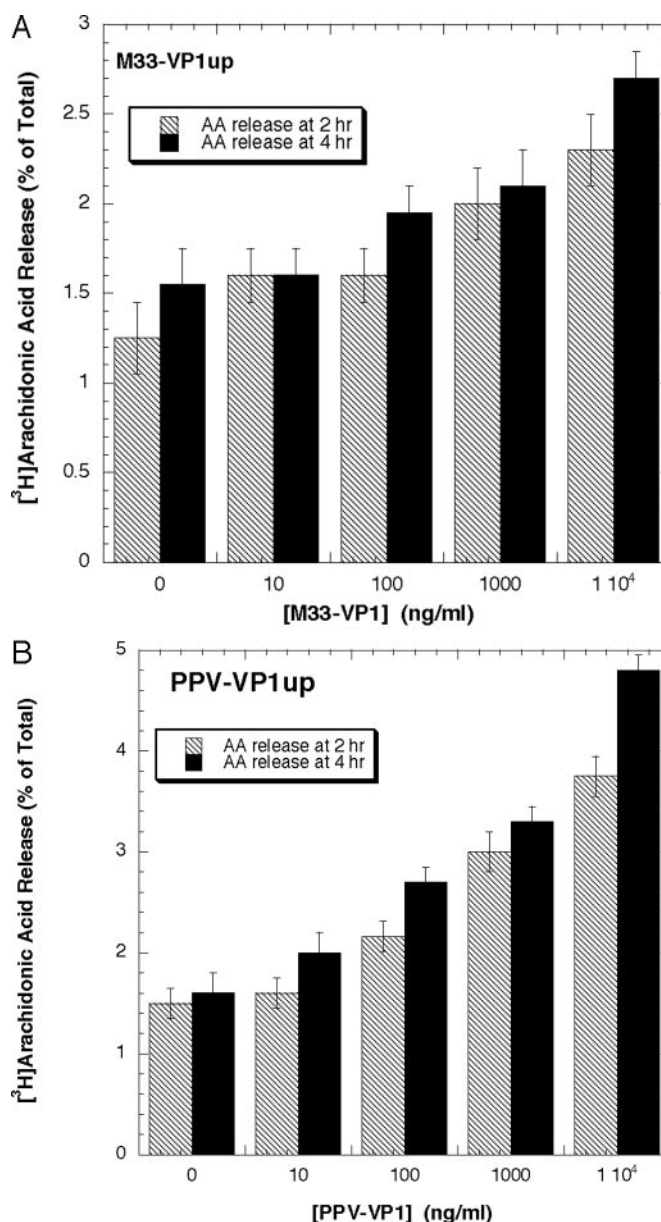 A
M33-VP1up
AA release at 2 hr
AA release at 4 hr
[³H]Arachidonic Acid Release (% of Total)
3
2.5
2
1.5
1
0.5
0
0 10 100 1000 1 10⁴
[M33-VP1] (ng/ml)
B
PPV-VP1up
AA release at 2 hr
AA release at 4 hr
[³H]Arachidonic Acid Release (% of Total)
5
4
3
2
1
0
0 10 100 1000 1 10⁴
[PPV-VP1] (ng/ml)